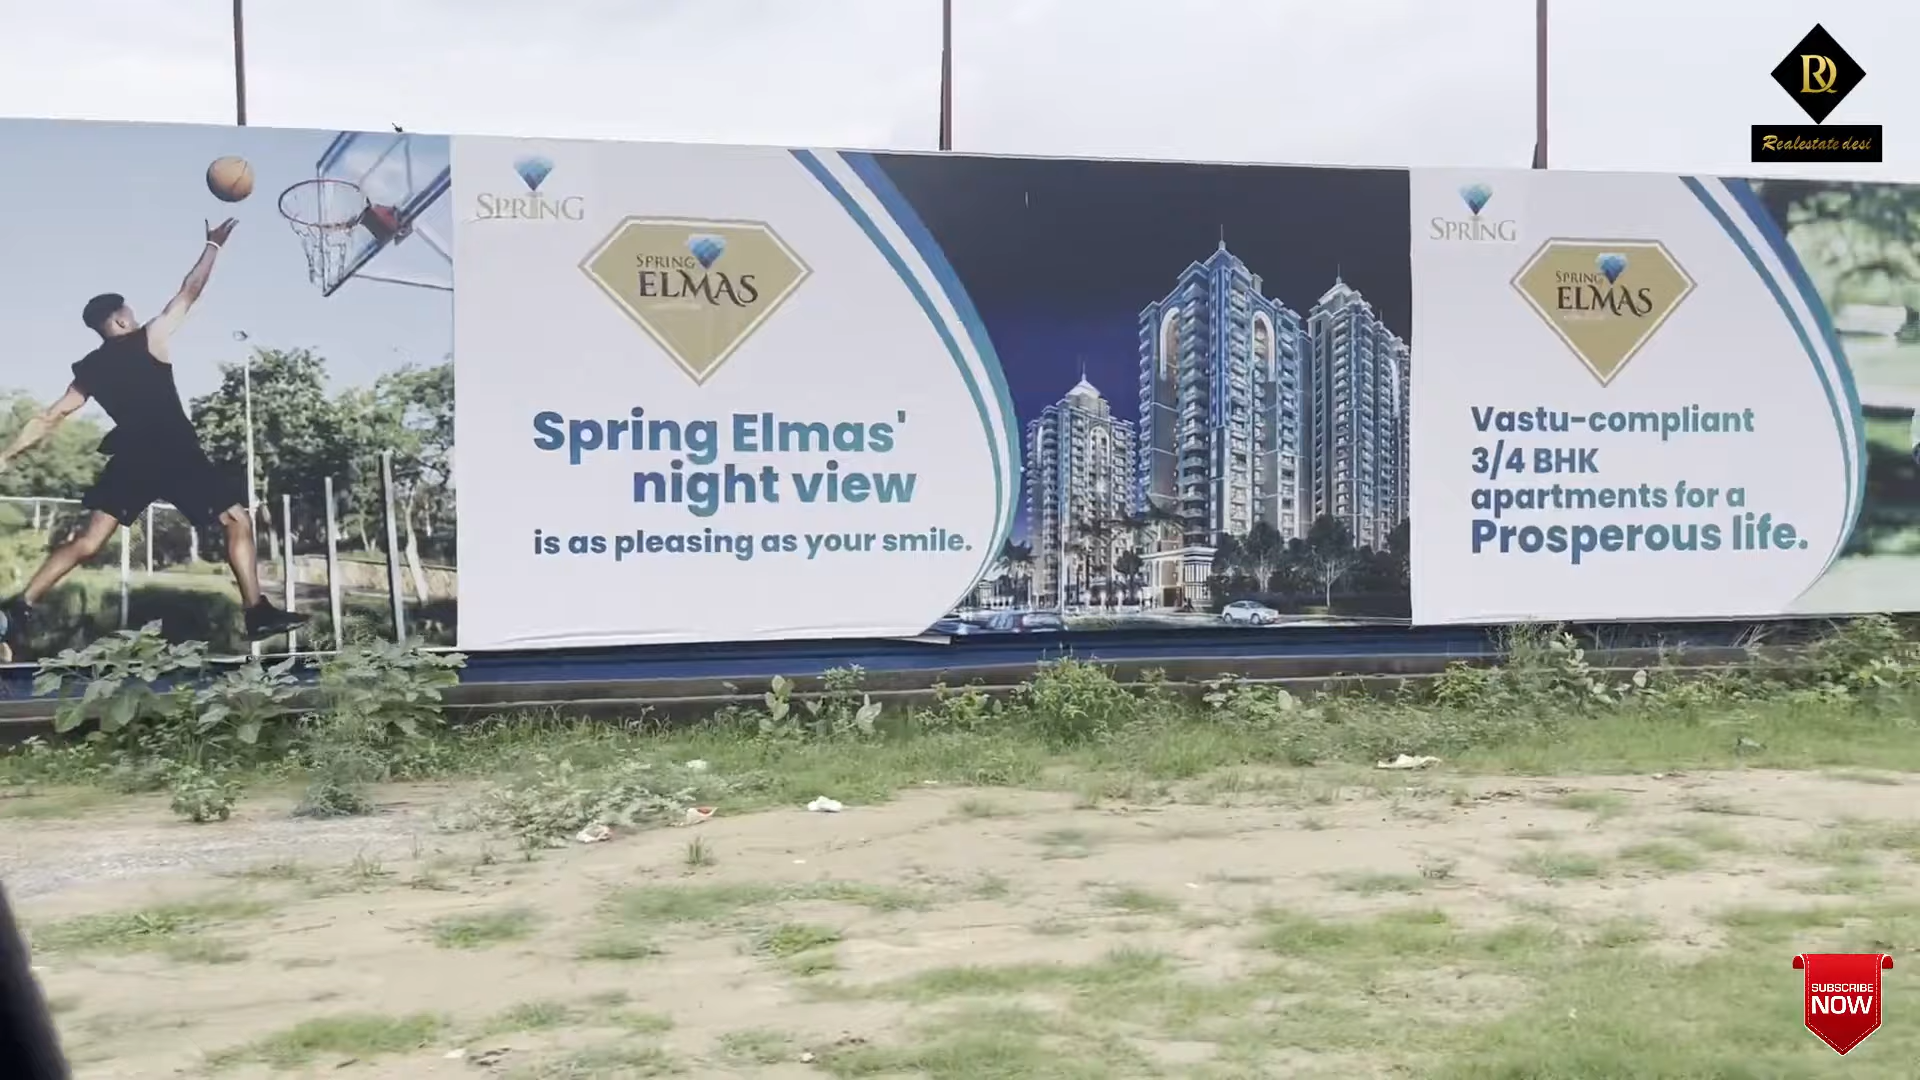 SPRING
SPRING
ELMAS
Spring Elmas'
night view
is as pleasing as your smile.
SPRING
SPRING
ELMAS
Vastu-compliant
3/4 BHK
apartments for a
Prosperous life.
Realestate desi
SUBSCRIBE
NOW